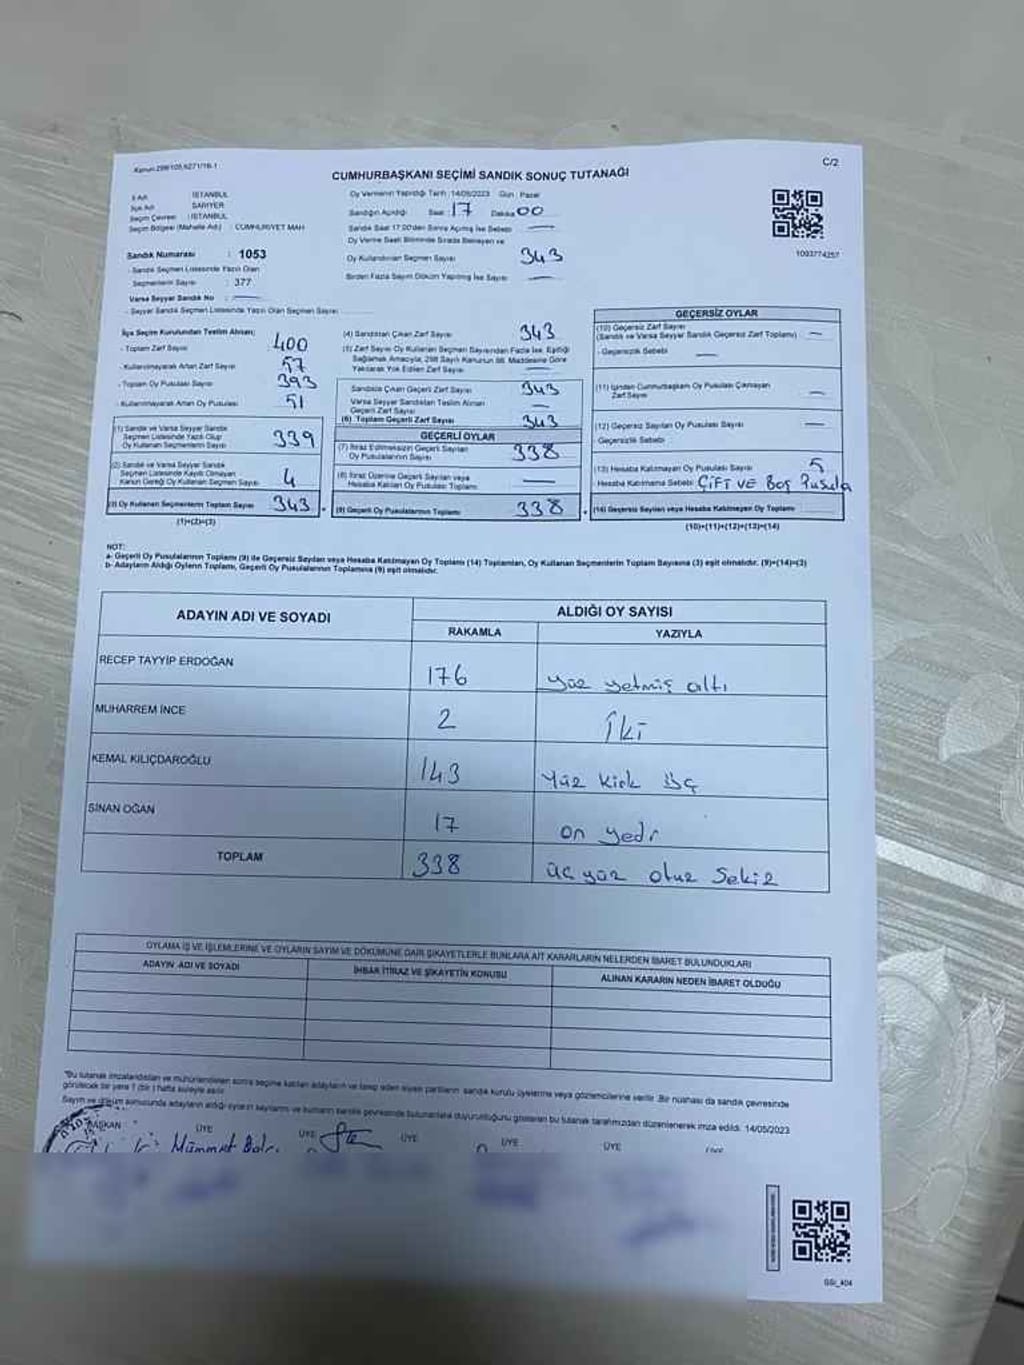 Kanun:298/105,6271/16-1
C/2
CUMHURBAŞKANI SEÇİMİ SANDIK SONUÇ TUTANAĞI
İli Adı : İSTANBUL
İlçe Adı : SARIYER
Seçim Çevresi : İSTANBUL
Seçim Bölgesi (Mahalle Adı) : CUMHURİYET MAH
Sandık Numarası : 1053
- Sandık Seçmen Listesinde Yazılı Olan
Seçmenlerin Sayısı : 377
Varsa Seyyar Sandık No :
- Seyyar Sandık Seçmen Listesinde Yazılı Olan Seçmen Sayısı
Oy Vermenin Yapıldığı Tarih :14/05/2023 Gün : Pazar
Sandığın Açıldığı Saat : 17 Dakika 00
Sandık Saat 17.00'den Sonra Açılmış İse Sebebi
Oy Verme Saati Bitiminde Sırada Bekleyen ve
Oy Kullandırılan Seçmen Sayısı 343
Birden Fazla Sayım Döküm Yapılmış İse Sayısı
1003774257
İlçe Seçim Kurulundan Teslim Alınan;
- Toplam Zarf Sayısı : 400
- Kullanılmayarak Artan Zarf Sayısı 57
- Toplam Oy Pusulası Sayısı 393
- Kullanılmayarak Artan Oy Pusulası 51
(1) Sandık ve Varsa Seyyar Sandık
Seçmen Listesinde Yazılı Olup
Oy Kullanan Seçmenlerin Sayısı 339
(2) Sandık ve Varsa Seyyar Sandık
Seçmen Listesinde Kayıtlı Olmayan
Kanun Gereği Oy Kullanan Seçmen Sayısı 4
(3) Oy Kullanan Seçmenlerin Toplam Sayısı 343
(1)+(2)=(3)
(4) Sandıktan Çıkan Zarf Sayısı 343
(5) Zarf Sayısı Oy Kullanan Seçmen Sayısından Fazla İse, Eşitliği
Sağlamak Amacıyla, 298 Sayılı Kanunun 98. Maddesine Göre
Yakılarak Yok Edilen Zarf Sayısı
Sandıkta Çıkan Geçerli Zarf Sayısı 343
Varsa Seyyar Sandıktan Teslim Alınan
Geçerli Zarf Sayısı
(6) Toplam Geçerli Zarf Sayısı 343
GEÇERLİ OYLAR
(7) İtiraz Edilmeksizin Geçerli Sayılan
Oy Pusulalarının Sayısı 338
(8) İtiraz Üzerine Geçerli Sayılan veya
Hesaba Katılan Oy Pusulası Toplamı
(9) Geçerli Oy Pusulalarının Toplamı 338
GEÇERSİZ OYLAR
(10) Geçersiz Zarf Sayısı
(Sandık ve Varsa Seyyar Sandık Geçersiz Zarf Toplamı)
- Geçersizlik Sebebi
(11) İçinden Cumhurbaşkanı Oy Pusulası Çıkmayan
Zarf Sayısı
(12) Geçersiz Sayılan Oy Pusulası Sayısı
- Geçersizlik Sebebi
(13) Hesaba Katılmayan Oy Pusulası Sayısı 5
- Hesaba Katılmama Sebebi: ÇİFT VE Boş Pusula
(14) Geçersiz Sayılan veya Hesaba Katılmayan Oy Toplamı
(10)+(11)+(12)+(13)=(14)
NOT:
a- Geçerli Oy Pusulalarının Toplamı (9) ile Geçersiz Sayılan veya Hesaba Katılmayan Oy Toplamı (14) Toplamları, Oy Kullanan Seçmenlerin Toplam Sayısına (3) eşit olmalıdır. (9)+(14)=(3)
b- Adayların Aldığı Oyların Toplamı, Geçerli Oy Pusulalarının Toplamına (9) eşit olmalıdır.
ADAYIN ADI VE SOYADI
ALDIĞI OY SAYISI
RAKAMLA YAZIYLA
RECEP TAYYİP ERDOĞAN 176 yüz yetmiş altı
MUHARREM İNCE 2 İki
KEMAL KILIÇDAROĞLU 143 Yüz kırk üç
SİNAN OĞAN 17 on yedi
TOPLAM 338 üç yüz otuz Sekiz
OYLAMA İŞ VE İŞLEMLERİNE VE OYLARIN SAYIM VE DÖKÜMÜNE DAİR ŞİKAYETLERLE BUNLARA AİT KARARLARIN NELERDEN İBARET BULUNDUKLARI
ADAYIN ADI VE SOYADI İHBAR İTİRAZ VE ŞİKAYETİN KONUSU ALINAN KARARIN NEDEN İBARET OLDUĞU
"Bu tutanak imzalandıktan ve mühürlendikten sonra seçime katılan adayların ve talep eden siyasi partilerin sandık kurulu üyelerine veya gözlemcilerine verilir. Bir nüshası da sandık çevresinde
görülecek bir yere 1 (bir) hafta süreyle asılır.
Sayım ve döküm sonucunda adayların aldığı oyların sayılarını ve bunların sandık çevresinde bulunanlara duyurulduğunu gösteren bu tutanak tarafımızdan düzenlenerek imza edildi. 14/05/2023
BAŞKAN ÜYE ÜYE ÜYE ÜYE ÜYE
GSI_404